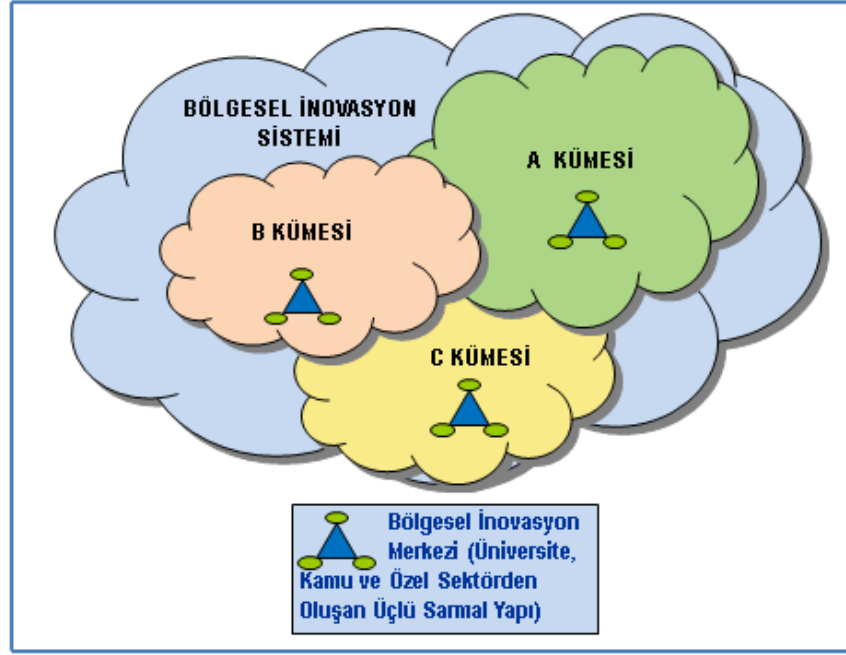 BÖLGESEL İNOVASYON
SİSTEMİ
A KÜMESİ
B KÜMESİ
C KÜMESİ
Bölgesel İnovasyon
Merkezi (Üniversite,
Kamu ve Özel Sektörden
Oluşan Üçlü Sarmal Yapı)